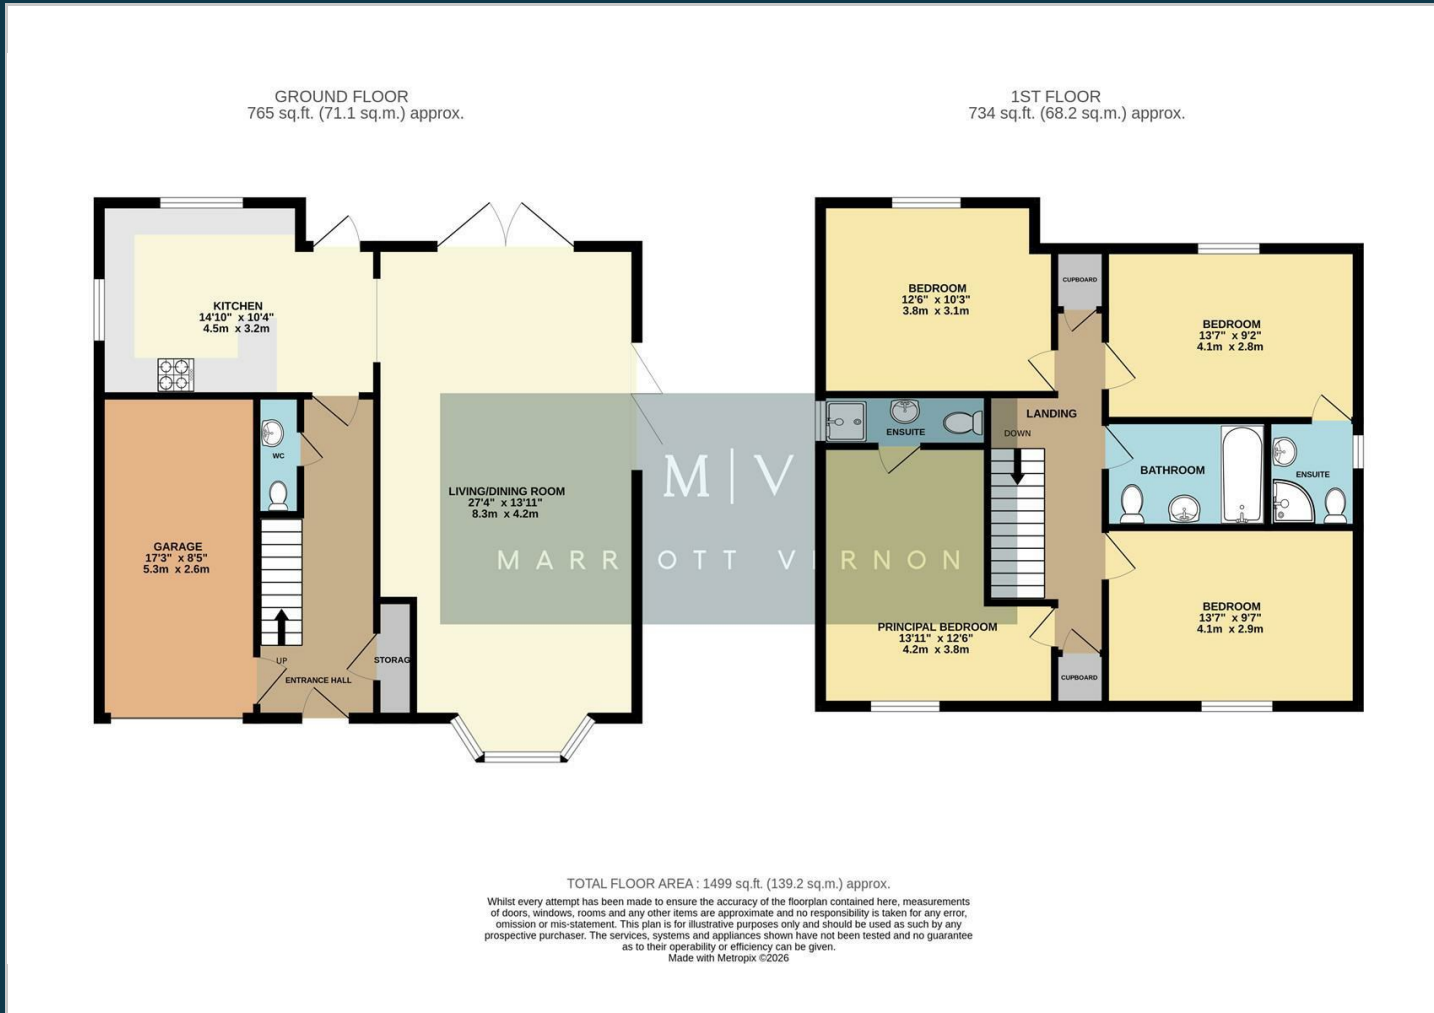 GROUND FLOOR
765 sq.ft. (71.1 sq.m.) approx.
1ST FLOOR
734 sq.ft. (68.2 sq.m.) approx.
KITCHEN
14'10" x 10'4"
4.5m x 3.2m
WC
GARAGE
17'3" x 8'5"
5.3m x 2.6m
UP
ENTRANCE HALL
STORAG
LIVING/DINING ROOM
27'4" x 13'11"
8.3m x 4.2m
M|V
MARRIOTT VERNON
BEDROOM
12'6" x 10'3"
3.8m x 3.1m
CUPBOARD
BEDROOM
13'7" x 9'2"
4.1m x 2.8m
ENSUITE
LANDING
DOWN
BATHROOM
ENSUITE
PRINCIPAL BEDROOM
13'11" x 12'6"
4.2m x 3.8m
CUPBOARD
BEDROOM
13'7" x 9'7"
4.1m x 2.9m
TOTAL FLOOR AREA : 1499 sq.ft. (139.2 sq.m.) approx.
Whilst every attempt has been made to ensure the accuracy of the floorplan contained here, measurements
of doors, windows, rooms and any other items are approximate and no responsibility is taken for any error,
omission or mis-statement. This plan is for illustrative purposes only and should be used as such by any
prospective purchaser. The services, systems and appliances shown have not been tested and no guarantee
as to their operability or efficiency can be given.
Made with Metropix ©2026